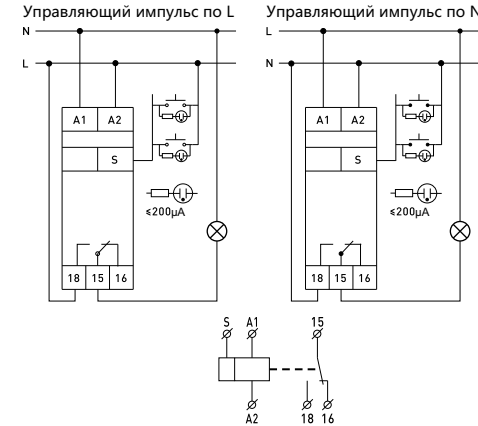 Управляющий импульс по L
Управляющий импульс по N
N
L
L
N
A1 A2
A1 A2
S
S
≤200µA
≤200µA
18 15 16
18 15 16
S A1 15
A2 18 16